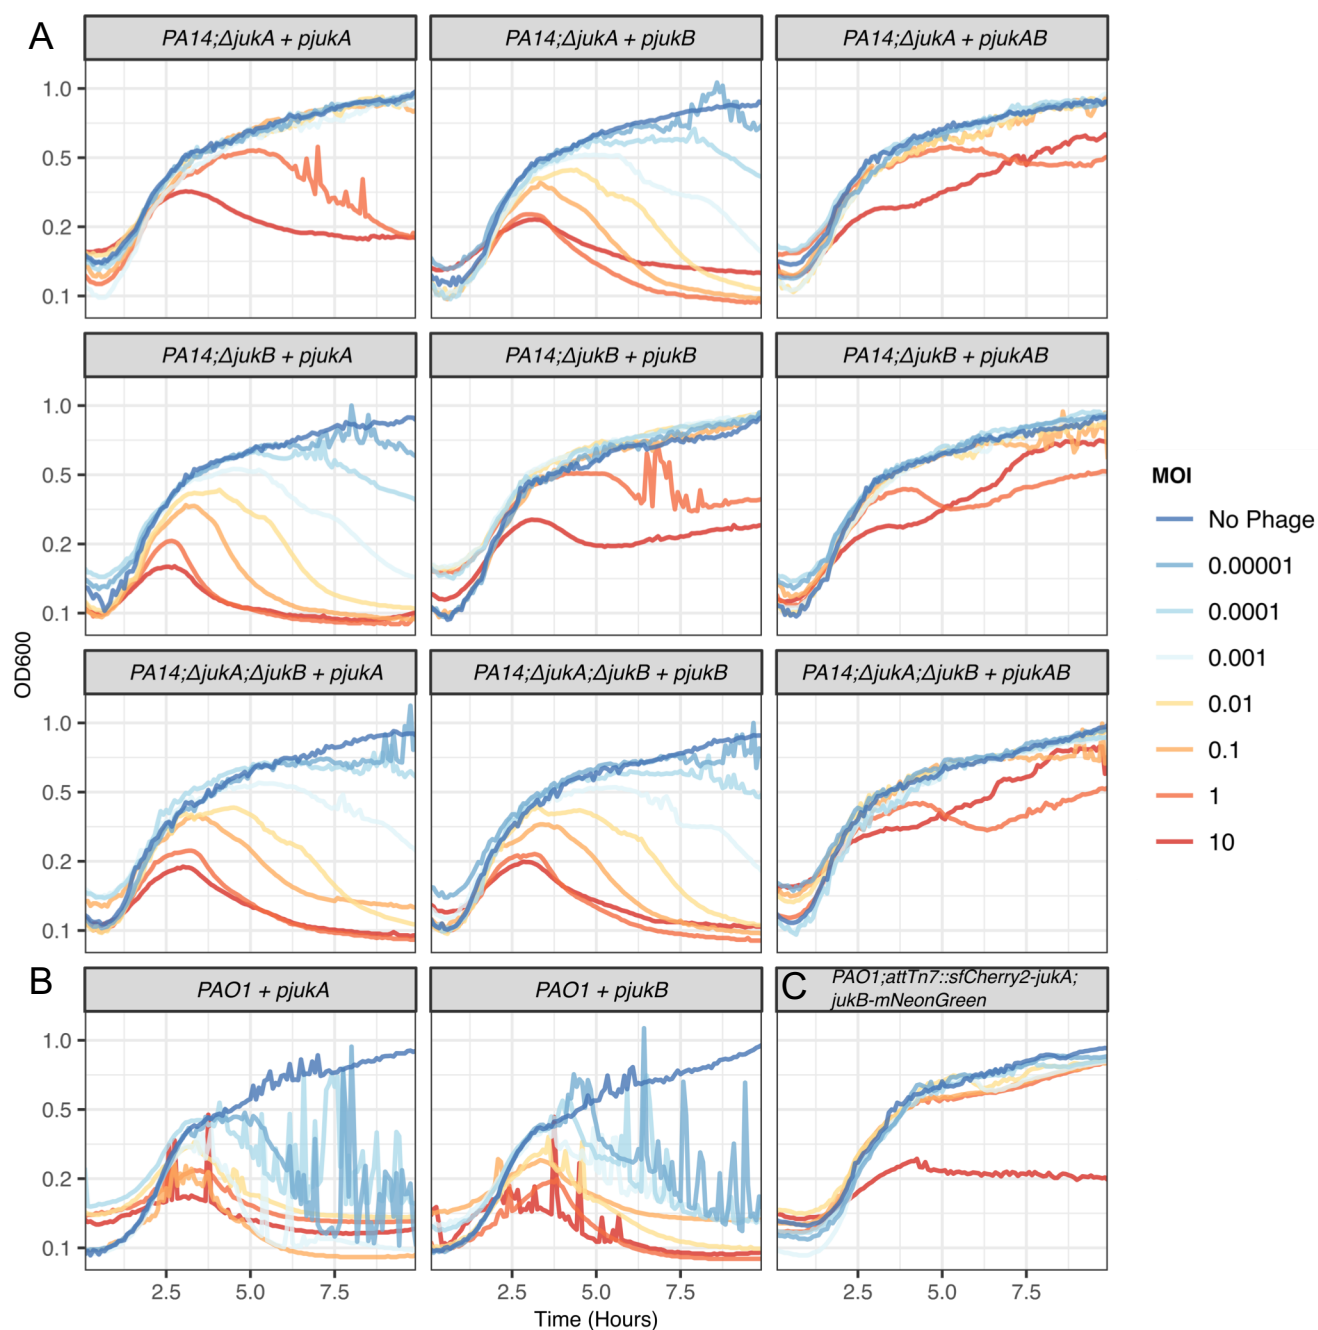 A
PA14;ΔjukA + pjukA
PA14;ΔjukA + pjukB
PA14;ΔjukA + pjukAB
1.0
0.5
0.2
0.1
PA14;ΔjukB + pjukA
PA14;ΔjukB + pjukB
PA14;ΔjukB + pjukAB
1.0
0.5
0.2
0.1
OD600
PA14;ΔjukA;ΔjukB + pjukA
PA14;ΔjukA;ΔjukB + pjukB
PA14;ΔjukA;ΔjukB + pjukAB
1.0
0.5
0.2
0.1
B
PAO1 + pjukA
PAO1 + pjukB
C
PAO1;attTn7::sfCherry2-jukA;
jukB-mNeonGreen
1.0
0.5
0.2
0.1
2.5 5.0 7.5
2.5 5.0 7.5
2.5 5.0 7.5
Time (Hours)
MOI
No Phage
0.00001
0.0001
0.001
0.01
0.1
1
10